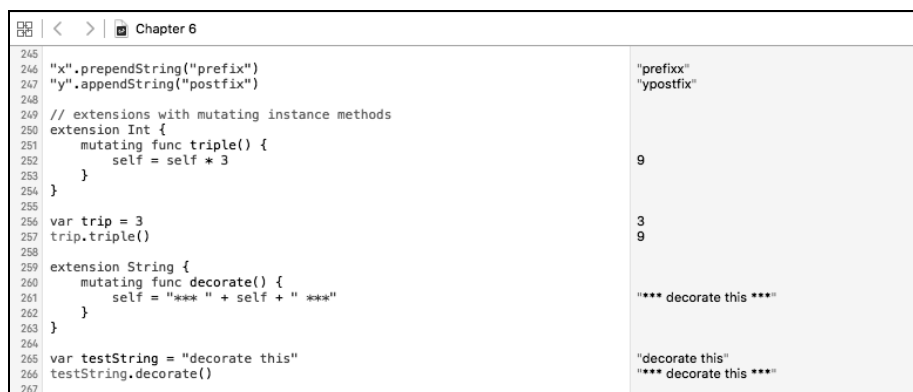 Chapter 6
245
246 "x".prependString("prefix") "prefixx"
247 "y".appendString("postfix") "ypostfix"
248
249 // extensions with mutating instance methods
250 extension Int {
251     mutating func triple() {
252         self = self * 3 9
253     }
254 }
255
256 var trip = 3 3
257 trip.triple() 9
258
259 extension String {
260     mutating func decorate() {
261         self = "*** " + self + " ***" "*** decorate this ***"
262     }
263 }
264
265 var testString = "decorate this" "decorate this"
266 testString.decorate() "*** decorate this ***"
267